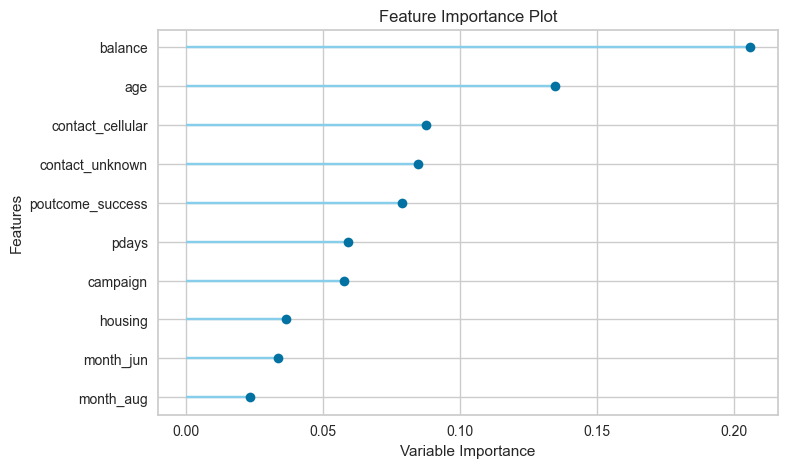 Feature Importance Plot
Features
balance
age
contact_cellular
contact_unknown
poutcome_success
pdays
campaign
housing
month_jun
month_aug
0.00 0.05 0.10 0.15 0.20
Variable Importance